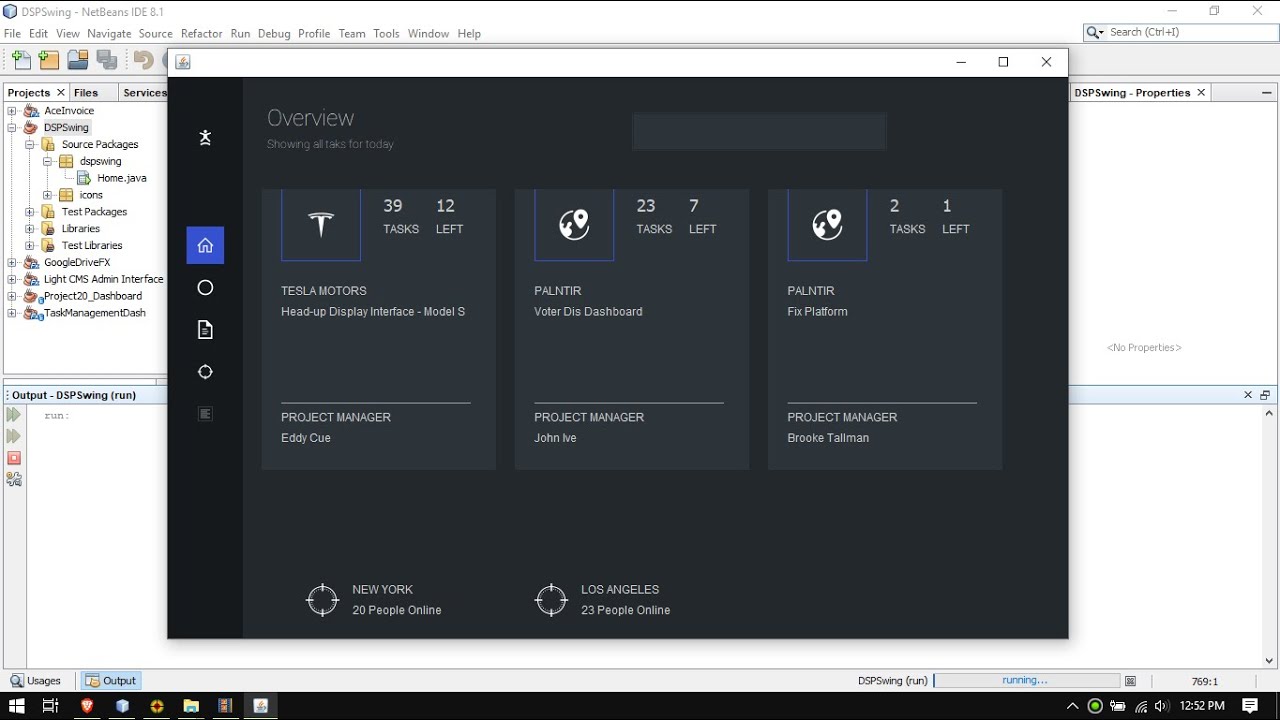 DSPSwing - NetBeans IDE 8.1
File Edit View Navigate Source Refactor Run Debug Profile Team Tools Window Help
Search (Ctrl+I)
Projects Files Services
AceInvoice
DSPSwing
Source Packages
dspswing
Home.java
icons
Test Packages
Libraries
Test Libraries
GoogleDriveFX
Light CMS Admin Interface
Project20_Dashboard
TaskManagementDash
Overview
Showing all taks for today
39 12
TASKS LEFT
TESLA MOTORS
Head-up Display Interface - Model S
PROJECT MANAGER
Eddy Cue
23 7
TASKS LEFT
PALNTIR
Voter Dis Dashboard
PROJECT MANAGER
John Ive
2 1
TASKS LEFT
PALNTIR
Fix Platform
PROJECT MANAGER
Brooke Tallman
NEW YORK
20 People Online
LOS ANGELES
23 People Online
DSPSwing - Properties
<No Properties>
Output - DSPSwing (run)
run:
Usages Output
DSPSwing (run) running... 769:1
12:52 PM